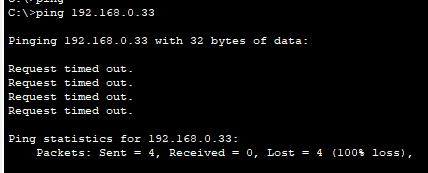 C:\>ping
C:\>ping 192.168.0.33
Pinging 192.168.0.33 with 32 bytes of data:
Request timed out.
Request timed out.
Request timed out.
Request timed out.
Ping statistics for 192.168.0.33:
Packets: Sent = 4, Received = 0, Lost = 4 (100% loss),